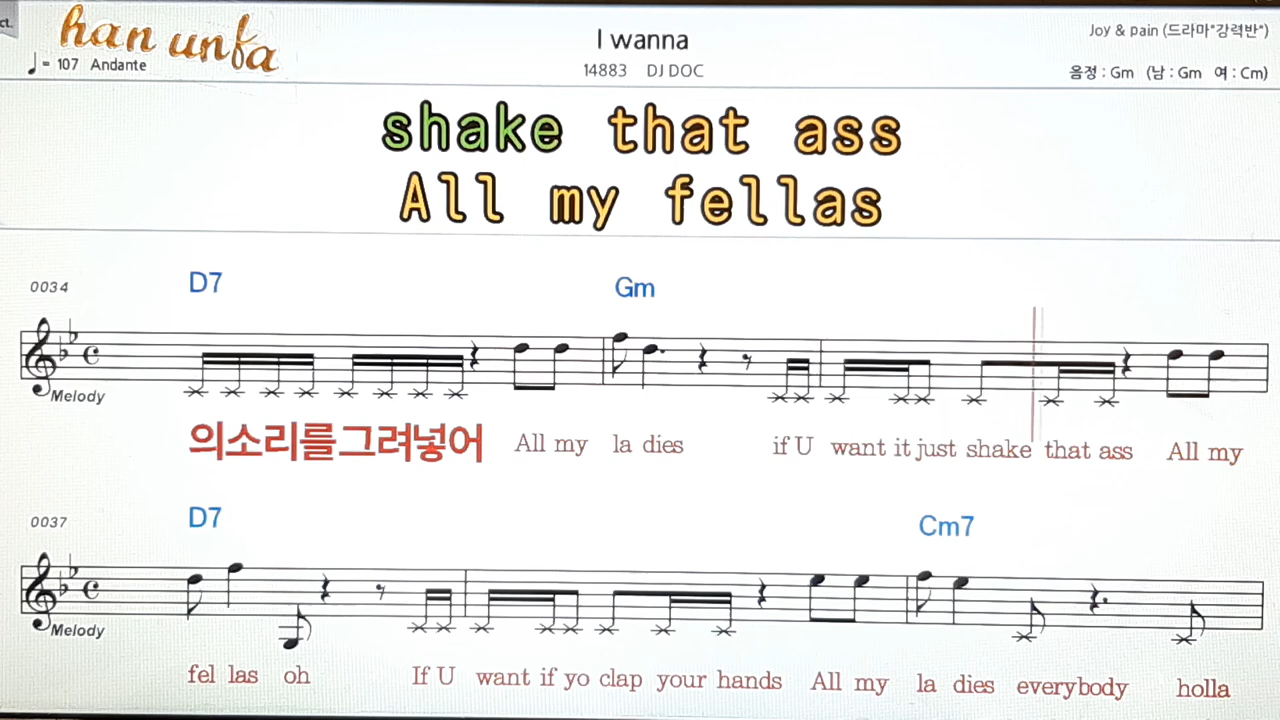 ct.
han unfa
♩ = 107 Andante
I wanna
14883 DJ DOC
Joy & pain (드라마"강력반")
음정 : Gm (남 : Gm 여 : Cm)
shake that ass
All my fellas
0034 D7 Gm
Melody
의소리를그려넣어 All my la dies if U want it just shake that ass All my
0037 D7 Cm7
Melody
fel las oh If U want if yo clap your hands All my la dies everybody holla